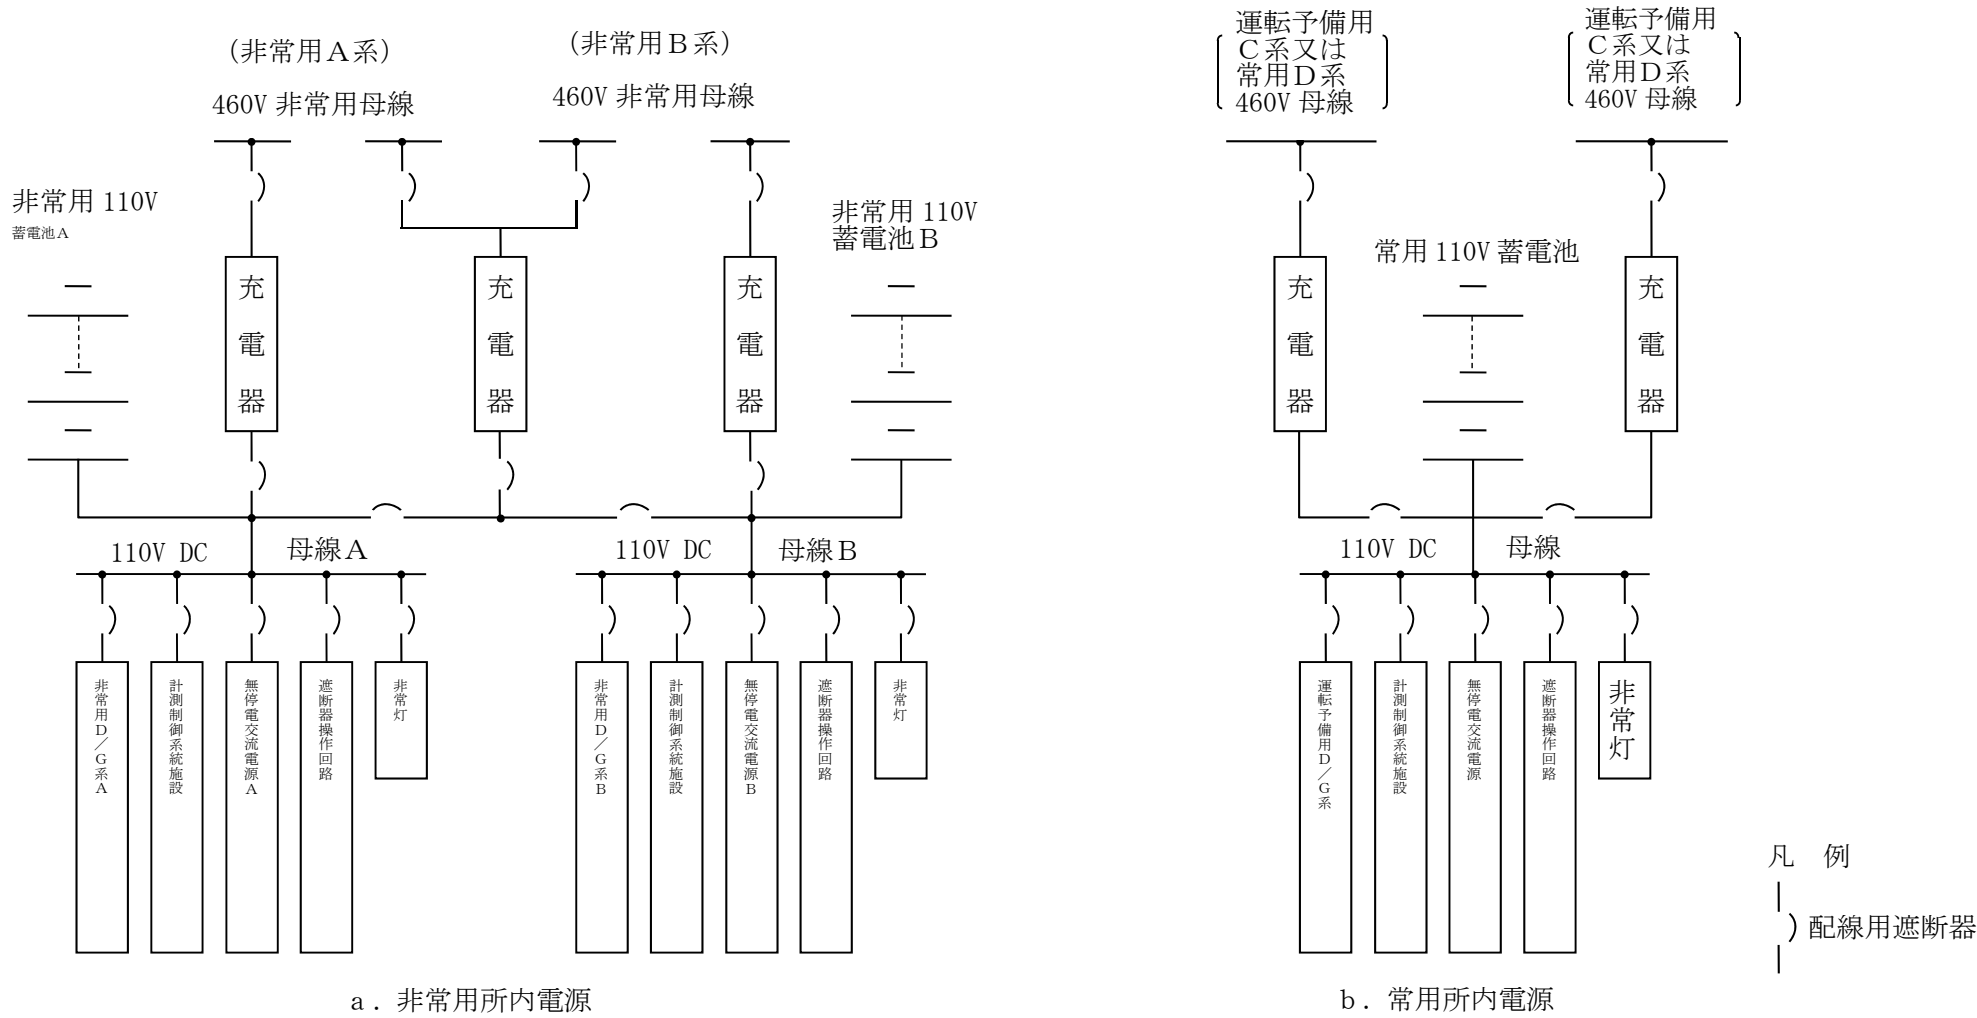 (非常用Ａ系)
460V 非常用母線
(非常用Ｂ系)
460V 非常用母線
非常用 110V
蓄電池Ａ
非常用 110V
蓄電池Ｂ
充電器
充電器
充電器
110V DC 母線Ａ
110V DC 母線Ｂ
非常用Ｄ／Ｇ系Ａ
計測制御系統施設
無停電交流電源Ａ
遮断器操作回路
非常灯
非常用Ｄ／Ｇ系Ｂ
計測制御系統施設
無停電交流電源Ｂ
遮断器操作回路
非常灯
ａ．非常用所内電源
運転予備用
Ｃ系又は
常用Ｄ系
460V 母線
運転予備用
Ｃ系又は
常用Ｄ系
460V 母線
常用 110V 蓄電池
充電器
充電器
110V DC 母線
運転予備用Ｄ／Ｇ系
計測制御系統施設
無停電交流電源
遮断器操作回路
非常灯
ｂ．常用所内電源
凡　例
配線用遮断器